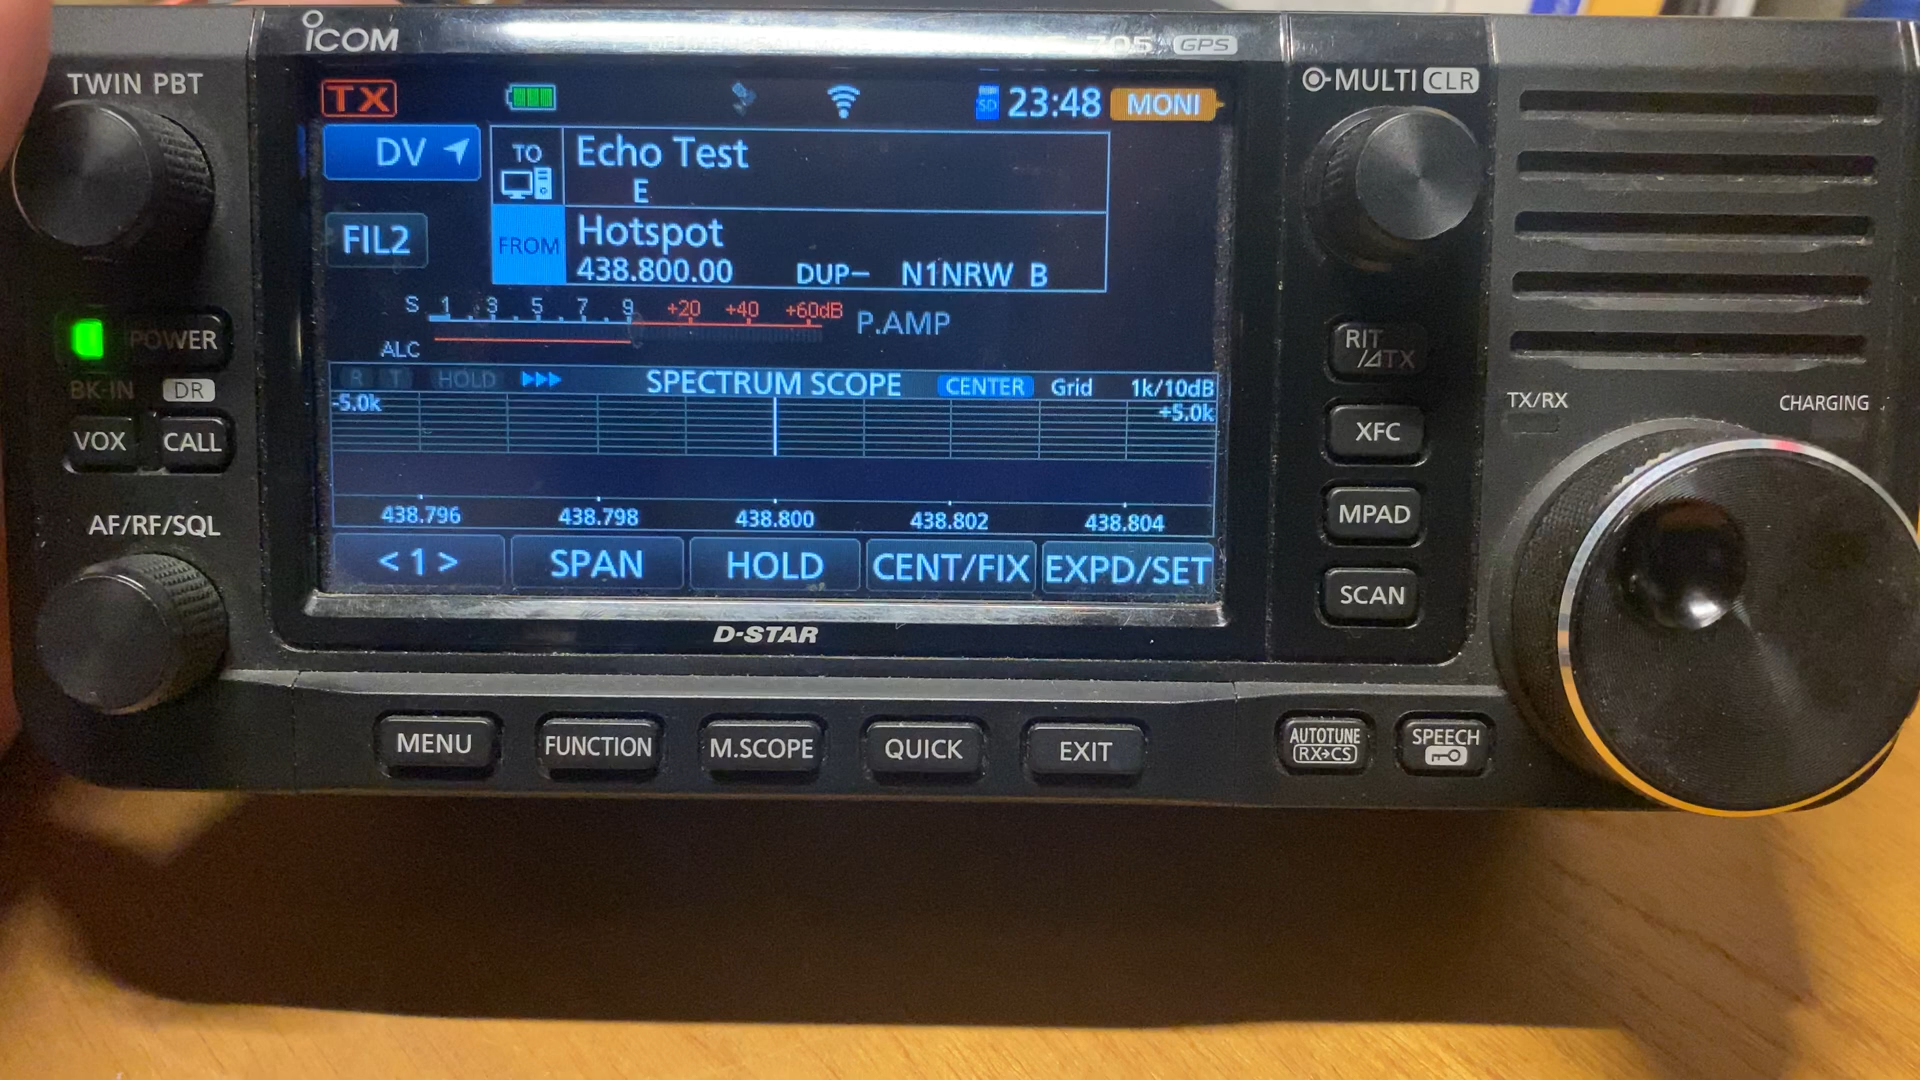 ICOM
705 GPS
TWIN PBT
MULTI CLR
TX
SD
23:48
MONI
DV
TO
Echo Test
E
FIL2
FROM
Hotspot
438.800.00 DUP− N1NRW B
S 1 . 3 . 5 . 7 . 9 +20 +40 +60dB
P.AMP
ALC
R T HOLD SPECTRUM SCOPE CENTER Grid 1k/10dB
-5.0k
+5.0k
438.796 438.798 438.800 438.802 438.804
< 1 > SPAN HOLD CENT/FIX EXPD/SET
D-STAR
POWER
BK-IN DR
VOX CALL
AF/RF/SQL
RIT
/⊿TX
XFC
MPAD
SCAN
TX/RX
CHARGING
MENU FUNCTION M.SCOPE QUICK EXIT
AUTOTUNE
RX→CS
SPEECH